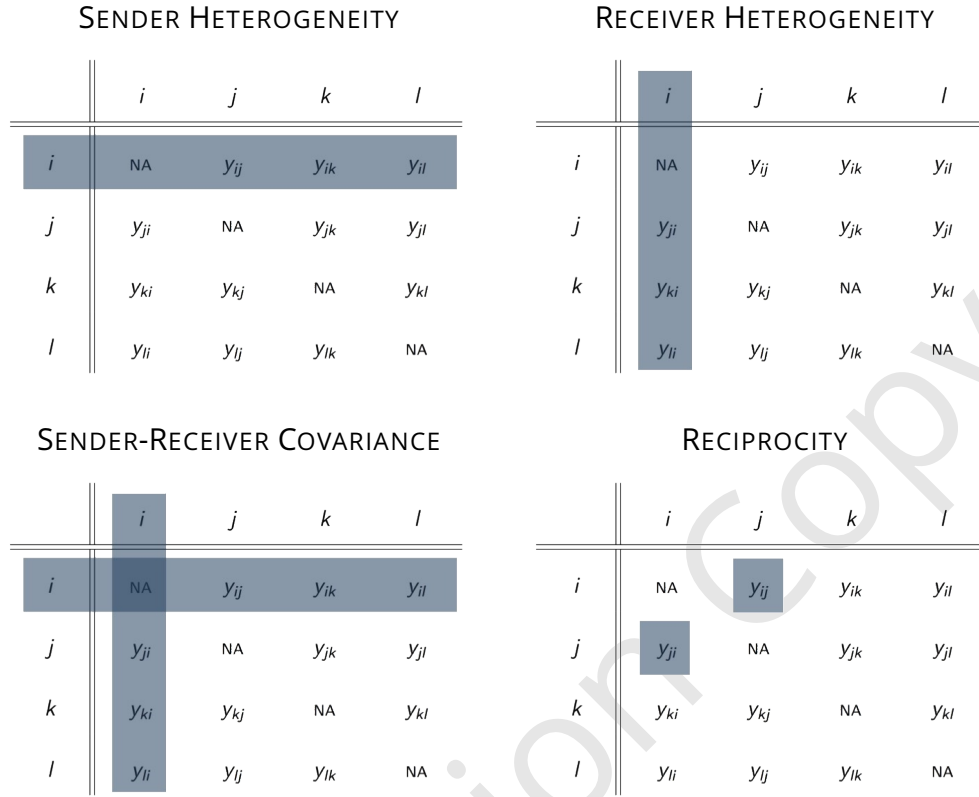 SENDER HETEROGENEITY
i j k l
i NA yij yik yil
j yji NA yjk yjl
k yki ykj NA ykl
l yli ylj ylk NA
RECEIVER HETEROGENEITY
i j k l
i NA yij yik yil
j yji NA yjk yjl
k yki ykj NA ykl
l yli ylj ylk NA
SENDER-RECEIVER COVARIANCE
i j k l
i NA yij yik yil
j yji NA yjk yjl
k yki ykj NA ykl
l yli ylj ylk NA
RECIPROCITY
i j k l
i NA yij yik yil
j yji NA yjk yjl
k yki ykj NA ykl
l yli ylj ylk NA
ion Copy